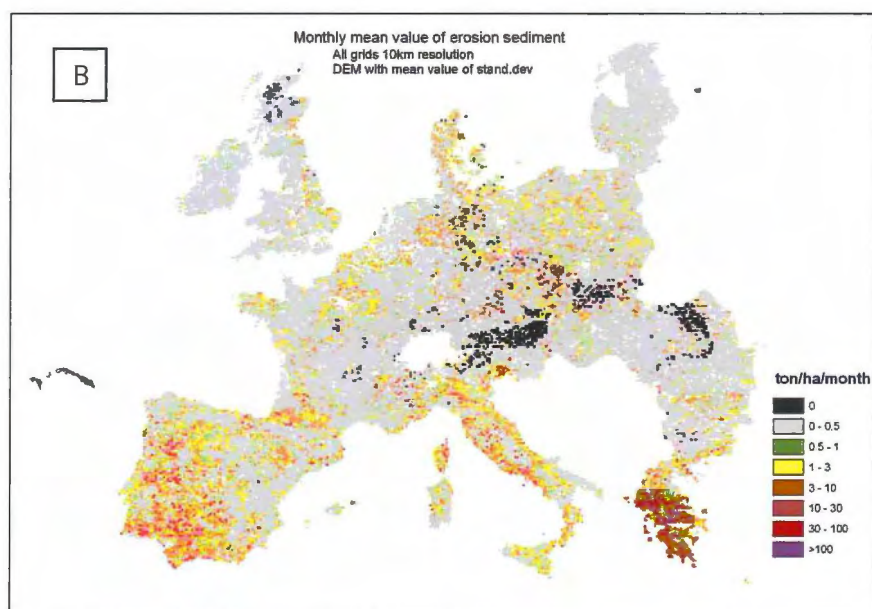 B
Monthly mean value of erosion sediment
All grids 10km resolution
DEM with mean value of stand.dev
ton/ha/month
0
0 - 0.5
0.5 - 1
1 - 3
3 - 10
10 - 30
30 - 100
>100